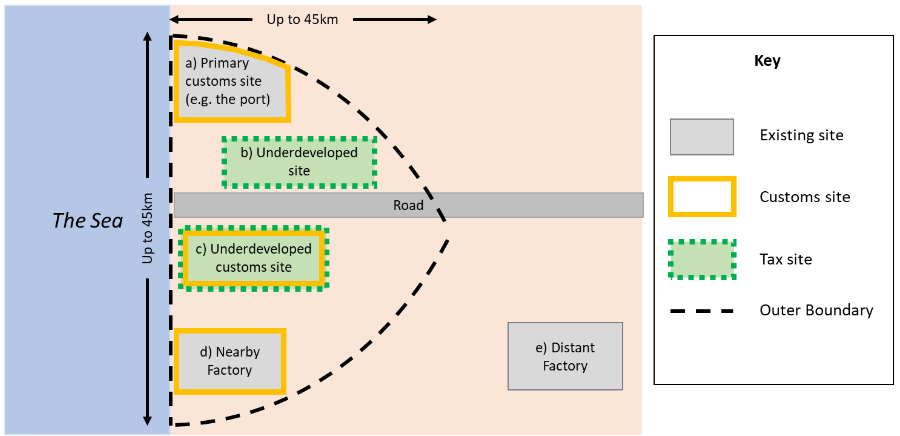 Up to 45km
a) Primary
customs site
(e.g. the port)
b) Underdeveloped
site
Road
The Sea
Up to 45km
c) Underdeveloped
customs site
d) Nearby
Factory
e) Distant
Factory
Key
Existing site
Customs site
Tax site
Outer Boundary